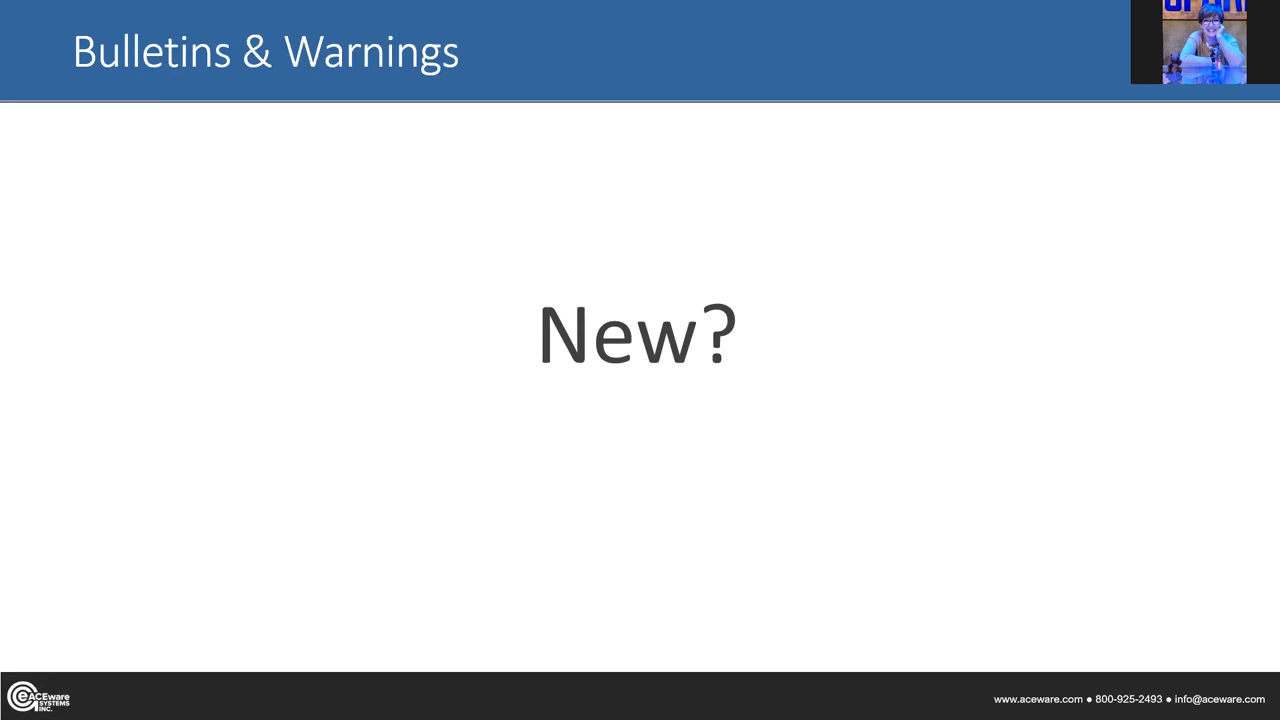 Bulletins & Warnings
New?
ACEware
SYSTEMS
INC.
www.aceware.com ● 800-925-2493 ● info@aceware.com